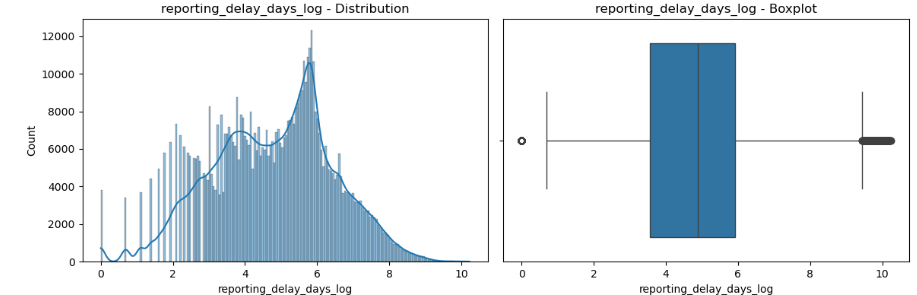 reporting_delay_days_log - Distribution
12000
10000
8000
6000
4000
2000
0
Count
0 2 4 6 8 10
reporting_delay_days_log
reporting_delay_days_log - Boxplot
0 2 4 6 8 10
reporting_delay_days_log